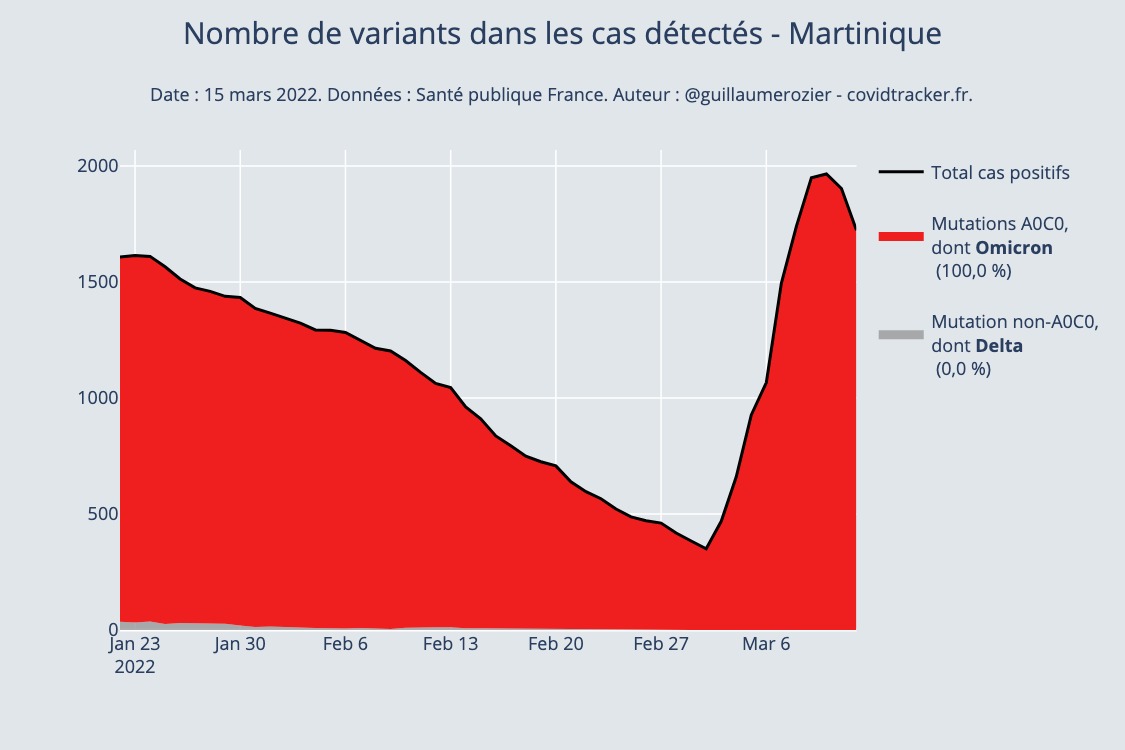 Nombre de variants dans les cas détectés - Martinique
Date : 15 mars 2022. Données : Santé publique France. Auteur : @guillaumerozier - covidtracker.fr.
2000
1500
1000
500
0
Jan 23
2022
Jan 30
Feb 6
Feb 13
Feb 20
Feb 27
Mar 6
Total cas positifs
Mutations A0C0,
dont Omicron
(100,0 %)
Mutation non-A0C0,
dont Delta
(0,0 %)